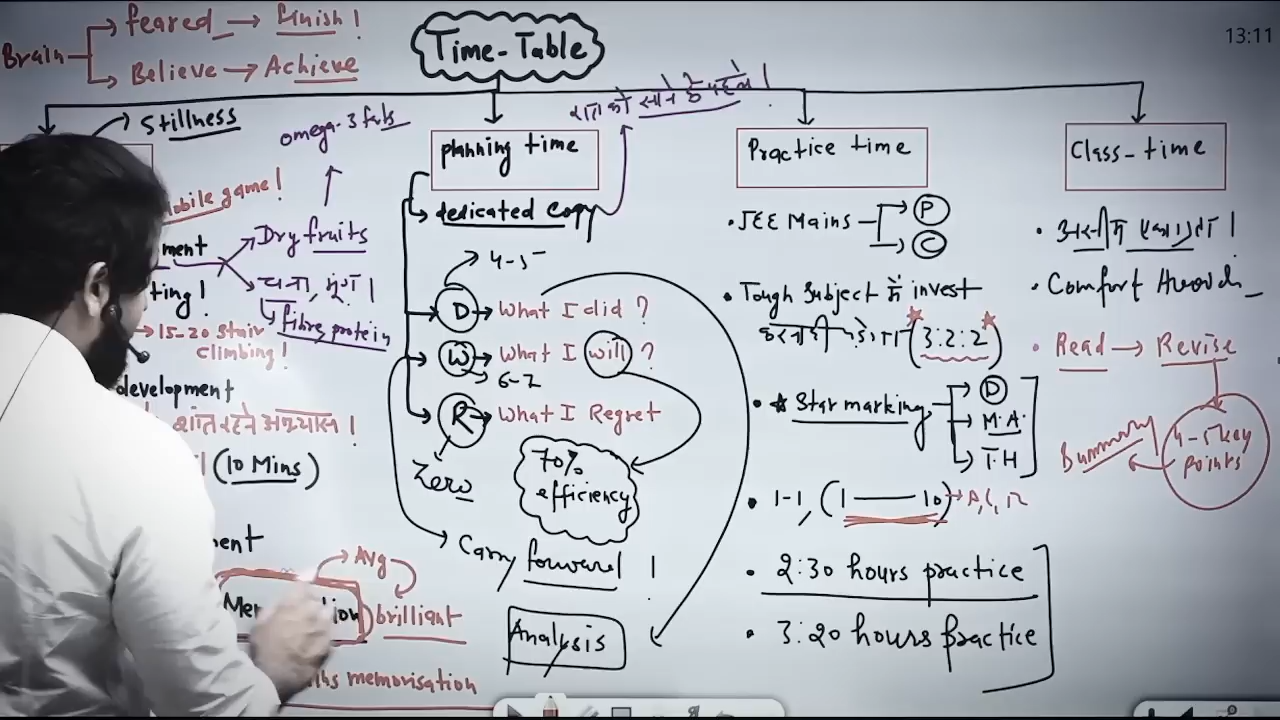 13:11
Brain
feared → finish!
Believe → Achieve
Time-Table
Stillness
omega-3 fats
mobile game!
ment
Dry fruits
चना, मूंग।
fibre, protein
ting!
→ 15-20 stair
climbing!
development
शांत रहने अभ्यास!
(10 Mins)
ent
Avg
brilliant
memorisation
रात को सोने से पहले!
planning time
dedicated copy
4-5
D → What I did ?
W → What I will ?
6-7
R → What I Regret
Zero
70%
efficiency
Carry forward !
Analysis
Practice time
• JEE Mains
P
C
• Tough Subject में invest
(3:2:2)
• * Star marking
D
M.A.
T.H
• 1-1, (1 — 10)
• 2:30 hours practice
• 3:20 hours practice
Class-time
•
• Comfort
• Read → Revise
4-5 key
points
Summary